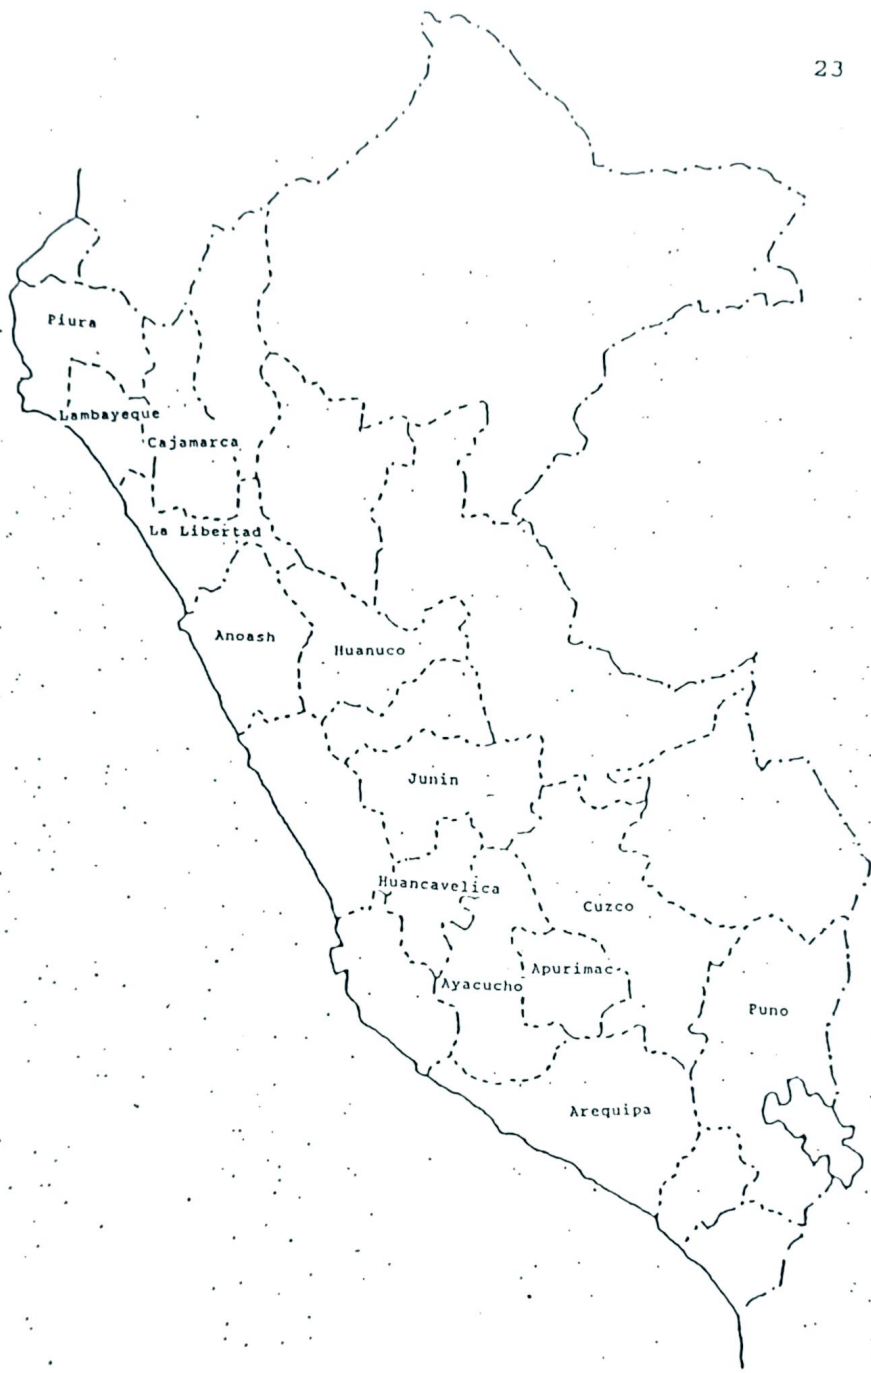 23
Piura
Lambayeque
Cajamarca
La Libertad
Anoash
Huanuco
Junin
Huancavelica
Cuzco
Apurimac
Ayacucho
Puno
Arequipa